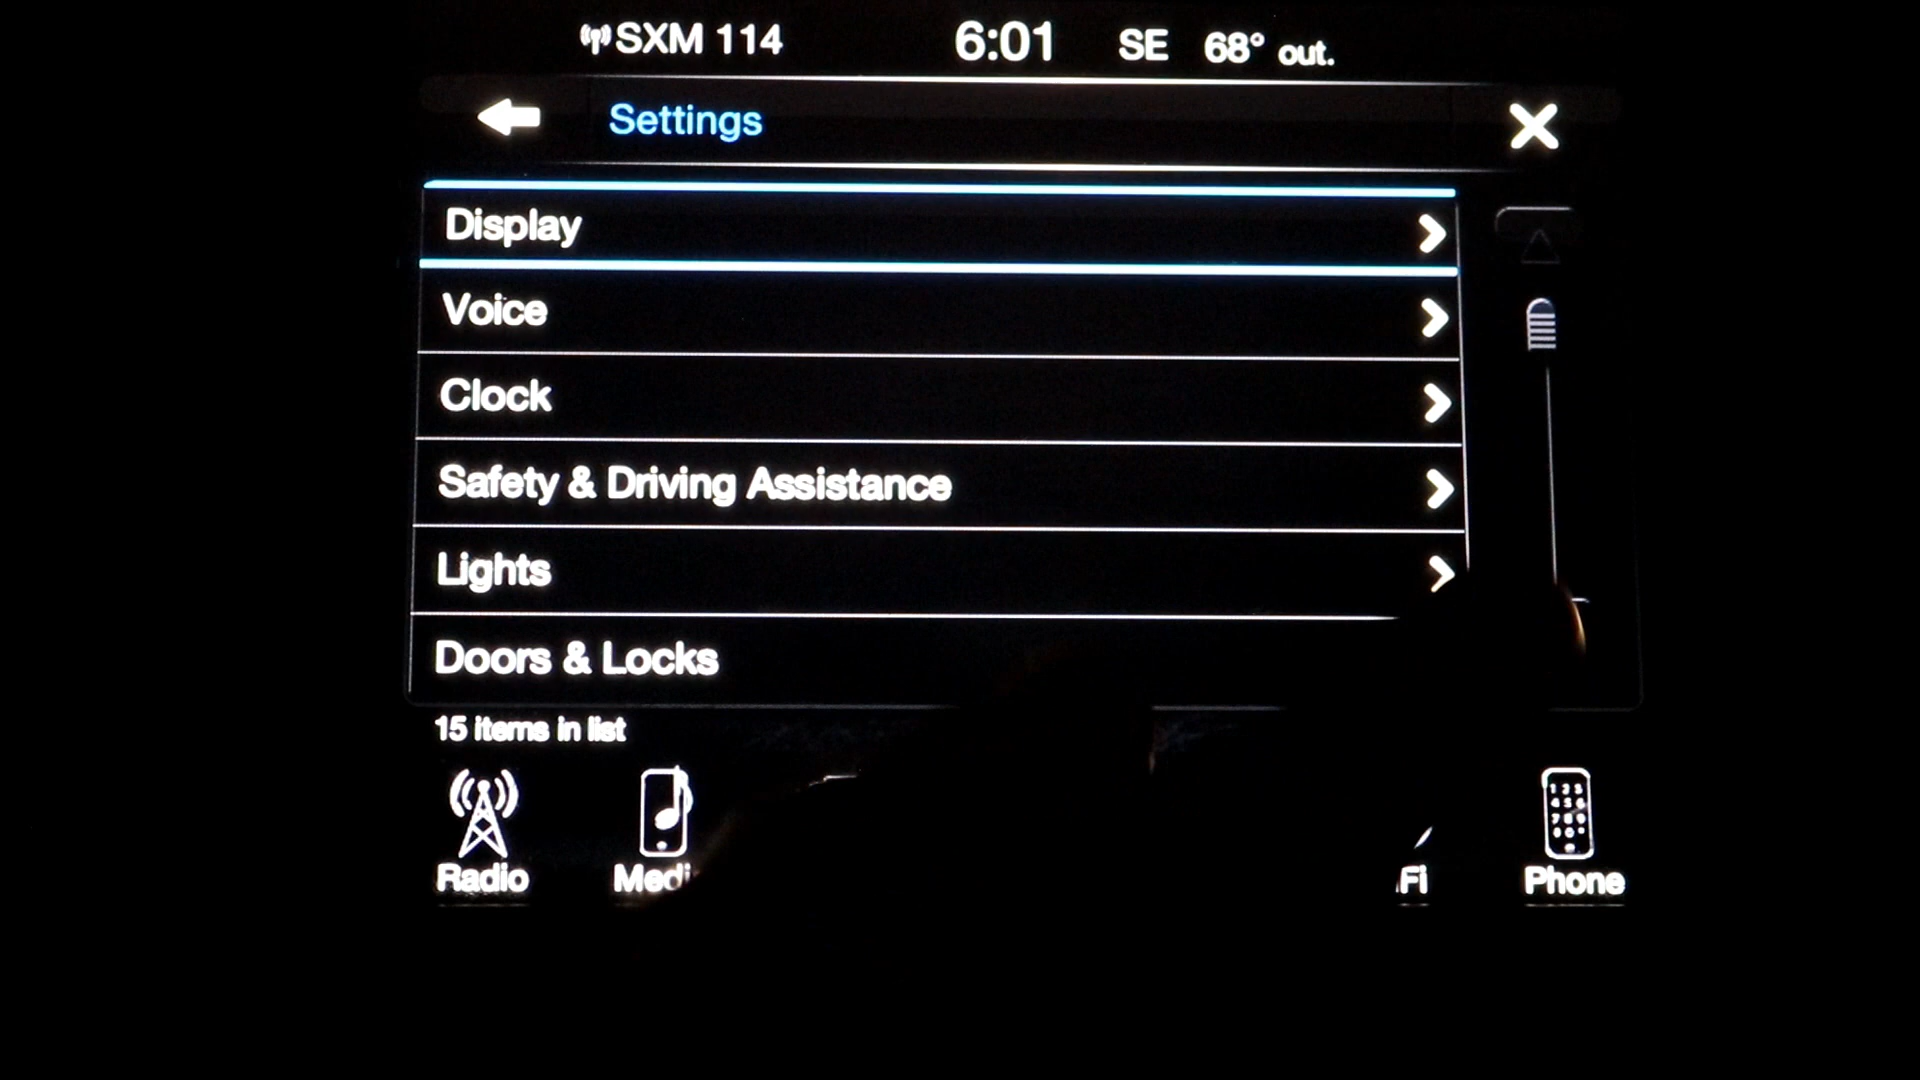 SXM 114 6:01 SE 68° out.
Settings
Display
Voice
Clock
Safety & Driving Assistance
Lights
Doors & Locks
15 items in list
Radio Medi Fi Phone